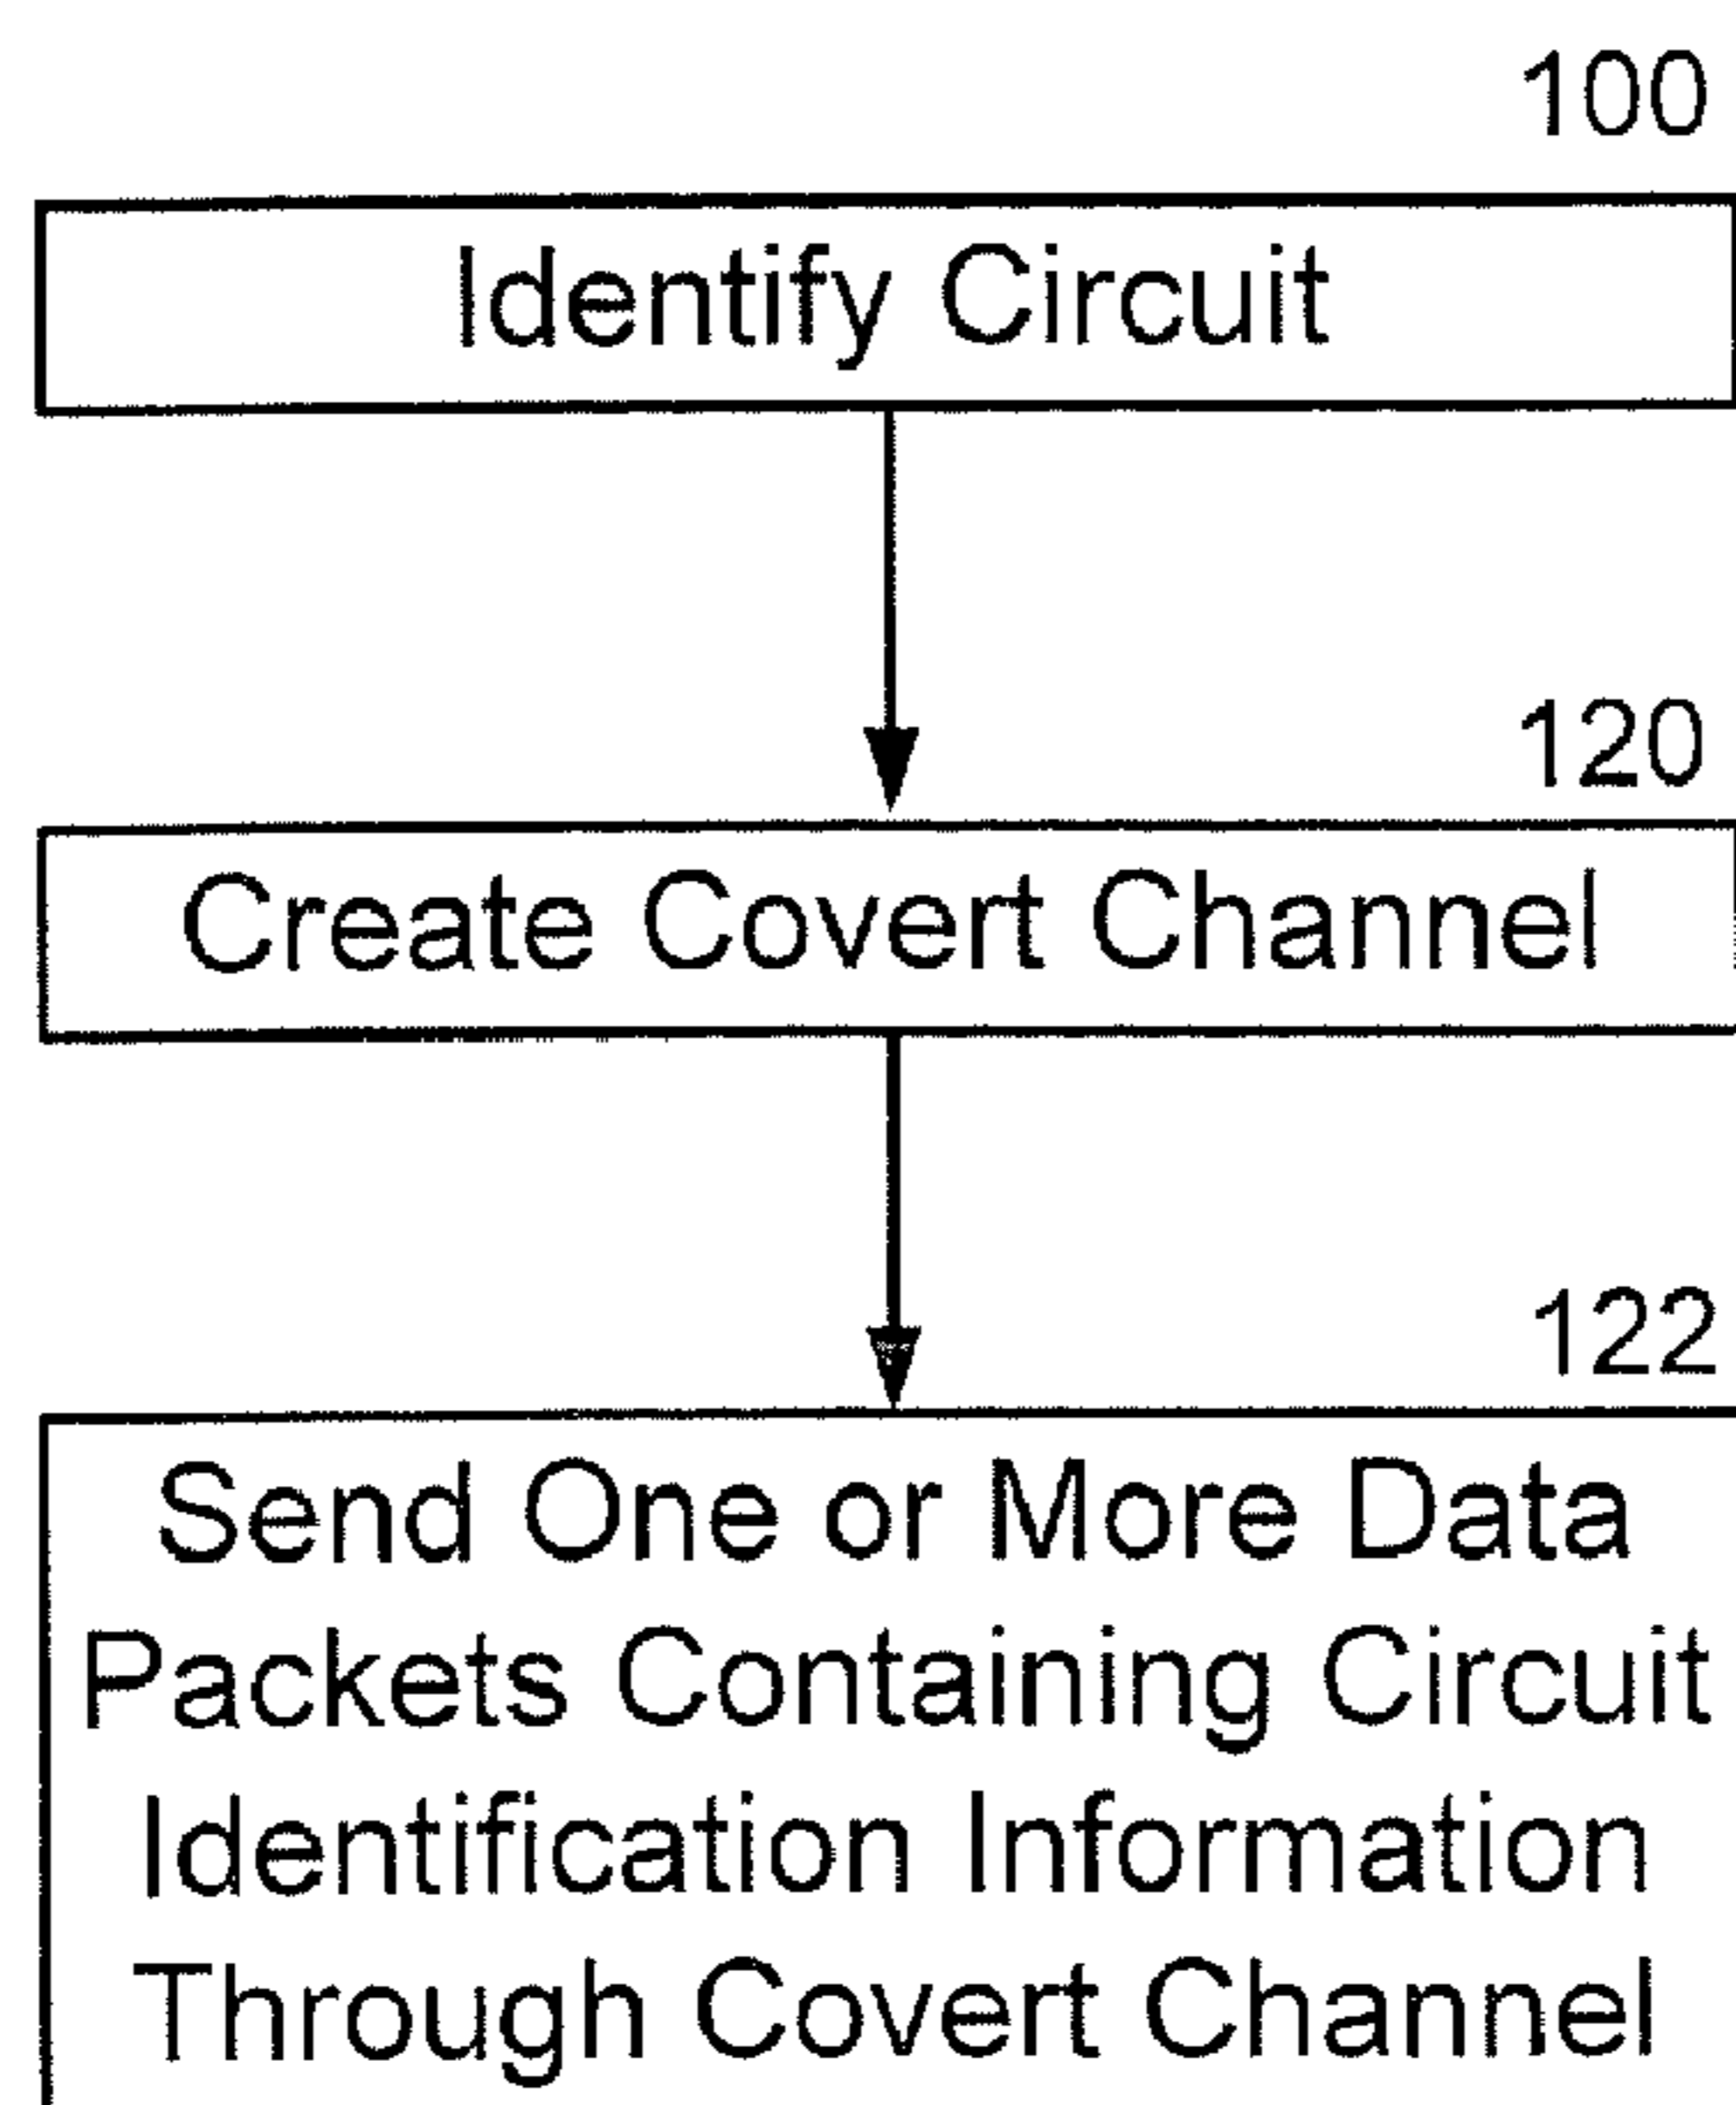 100
Identify Circuit
120
Create Covert Channel
122
Send One or More Data
Packets Containing Circuit
Identification Information
Through Covert Channel